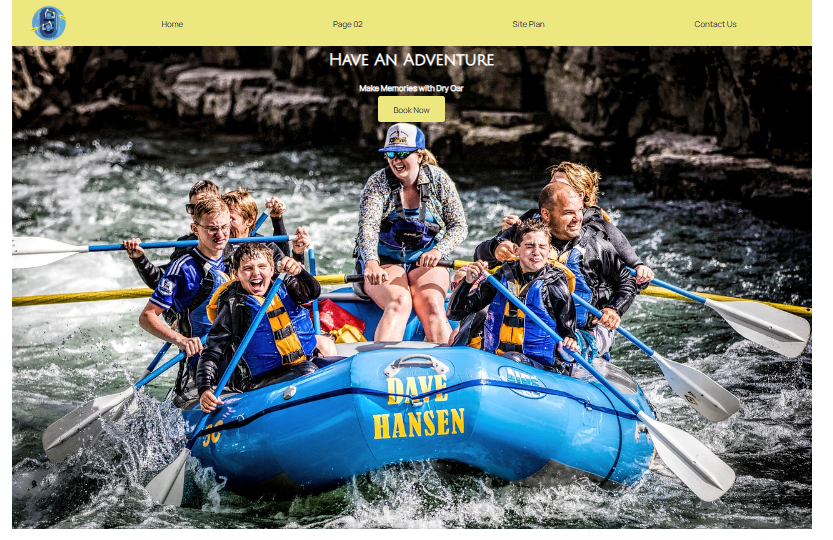 Home
Page 02
Site Plan
Contact Us
Have An Adventure
Make Memories with Dry Oar
Book Now
DAVE
HANSEN